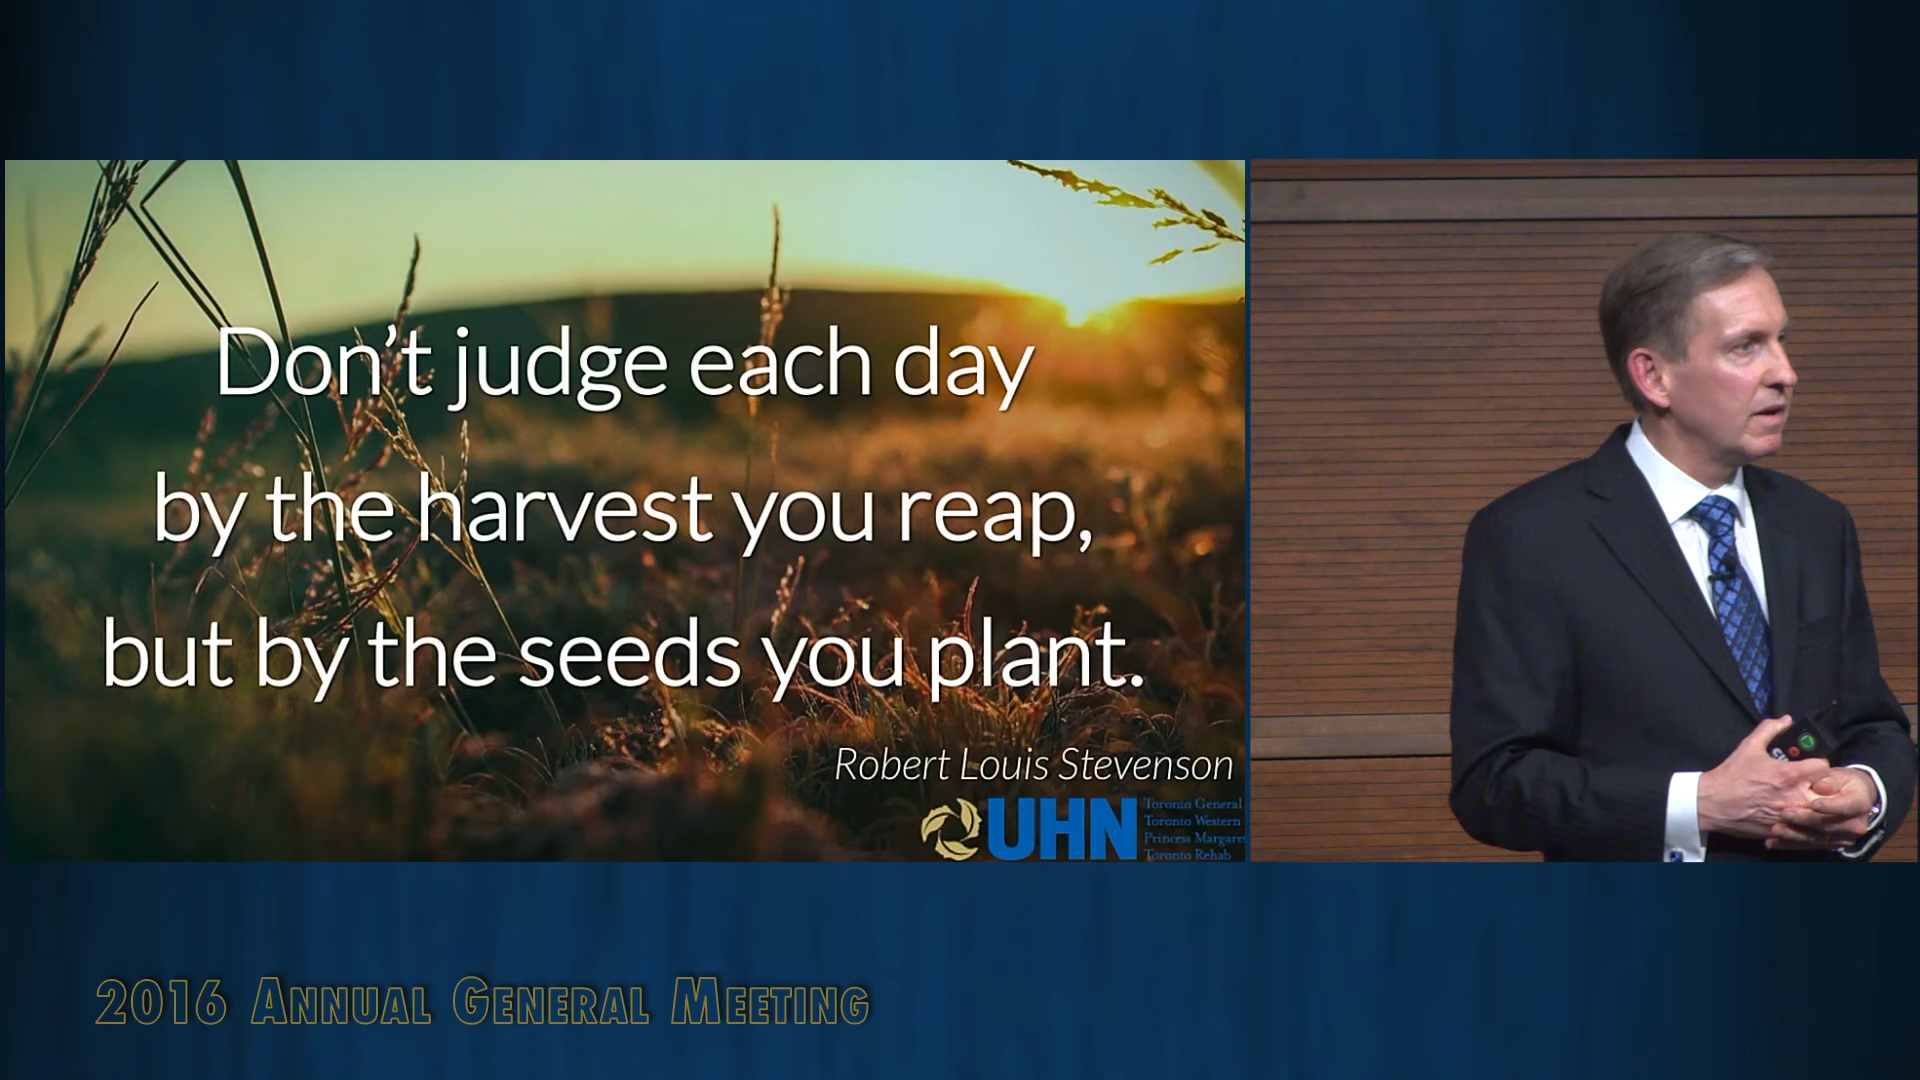 Don't judge each day
by the harvest you reap,
but by the seeds you plant.
Robert Louis Stevenson
UHN
Toronto General
Toronto Western
Princess Margaret
Toronto Rehab
2016 ANNUAL GENERAL MEETING